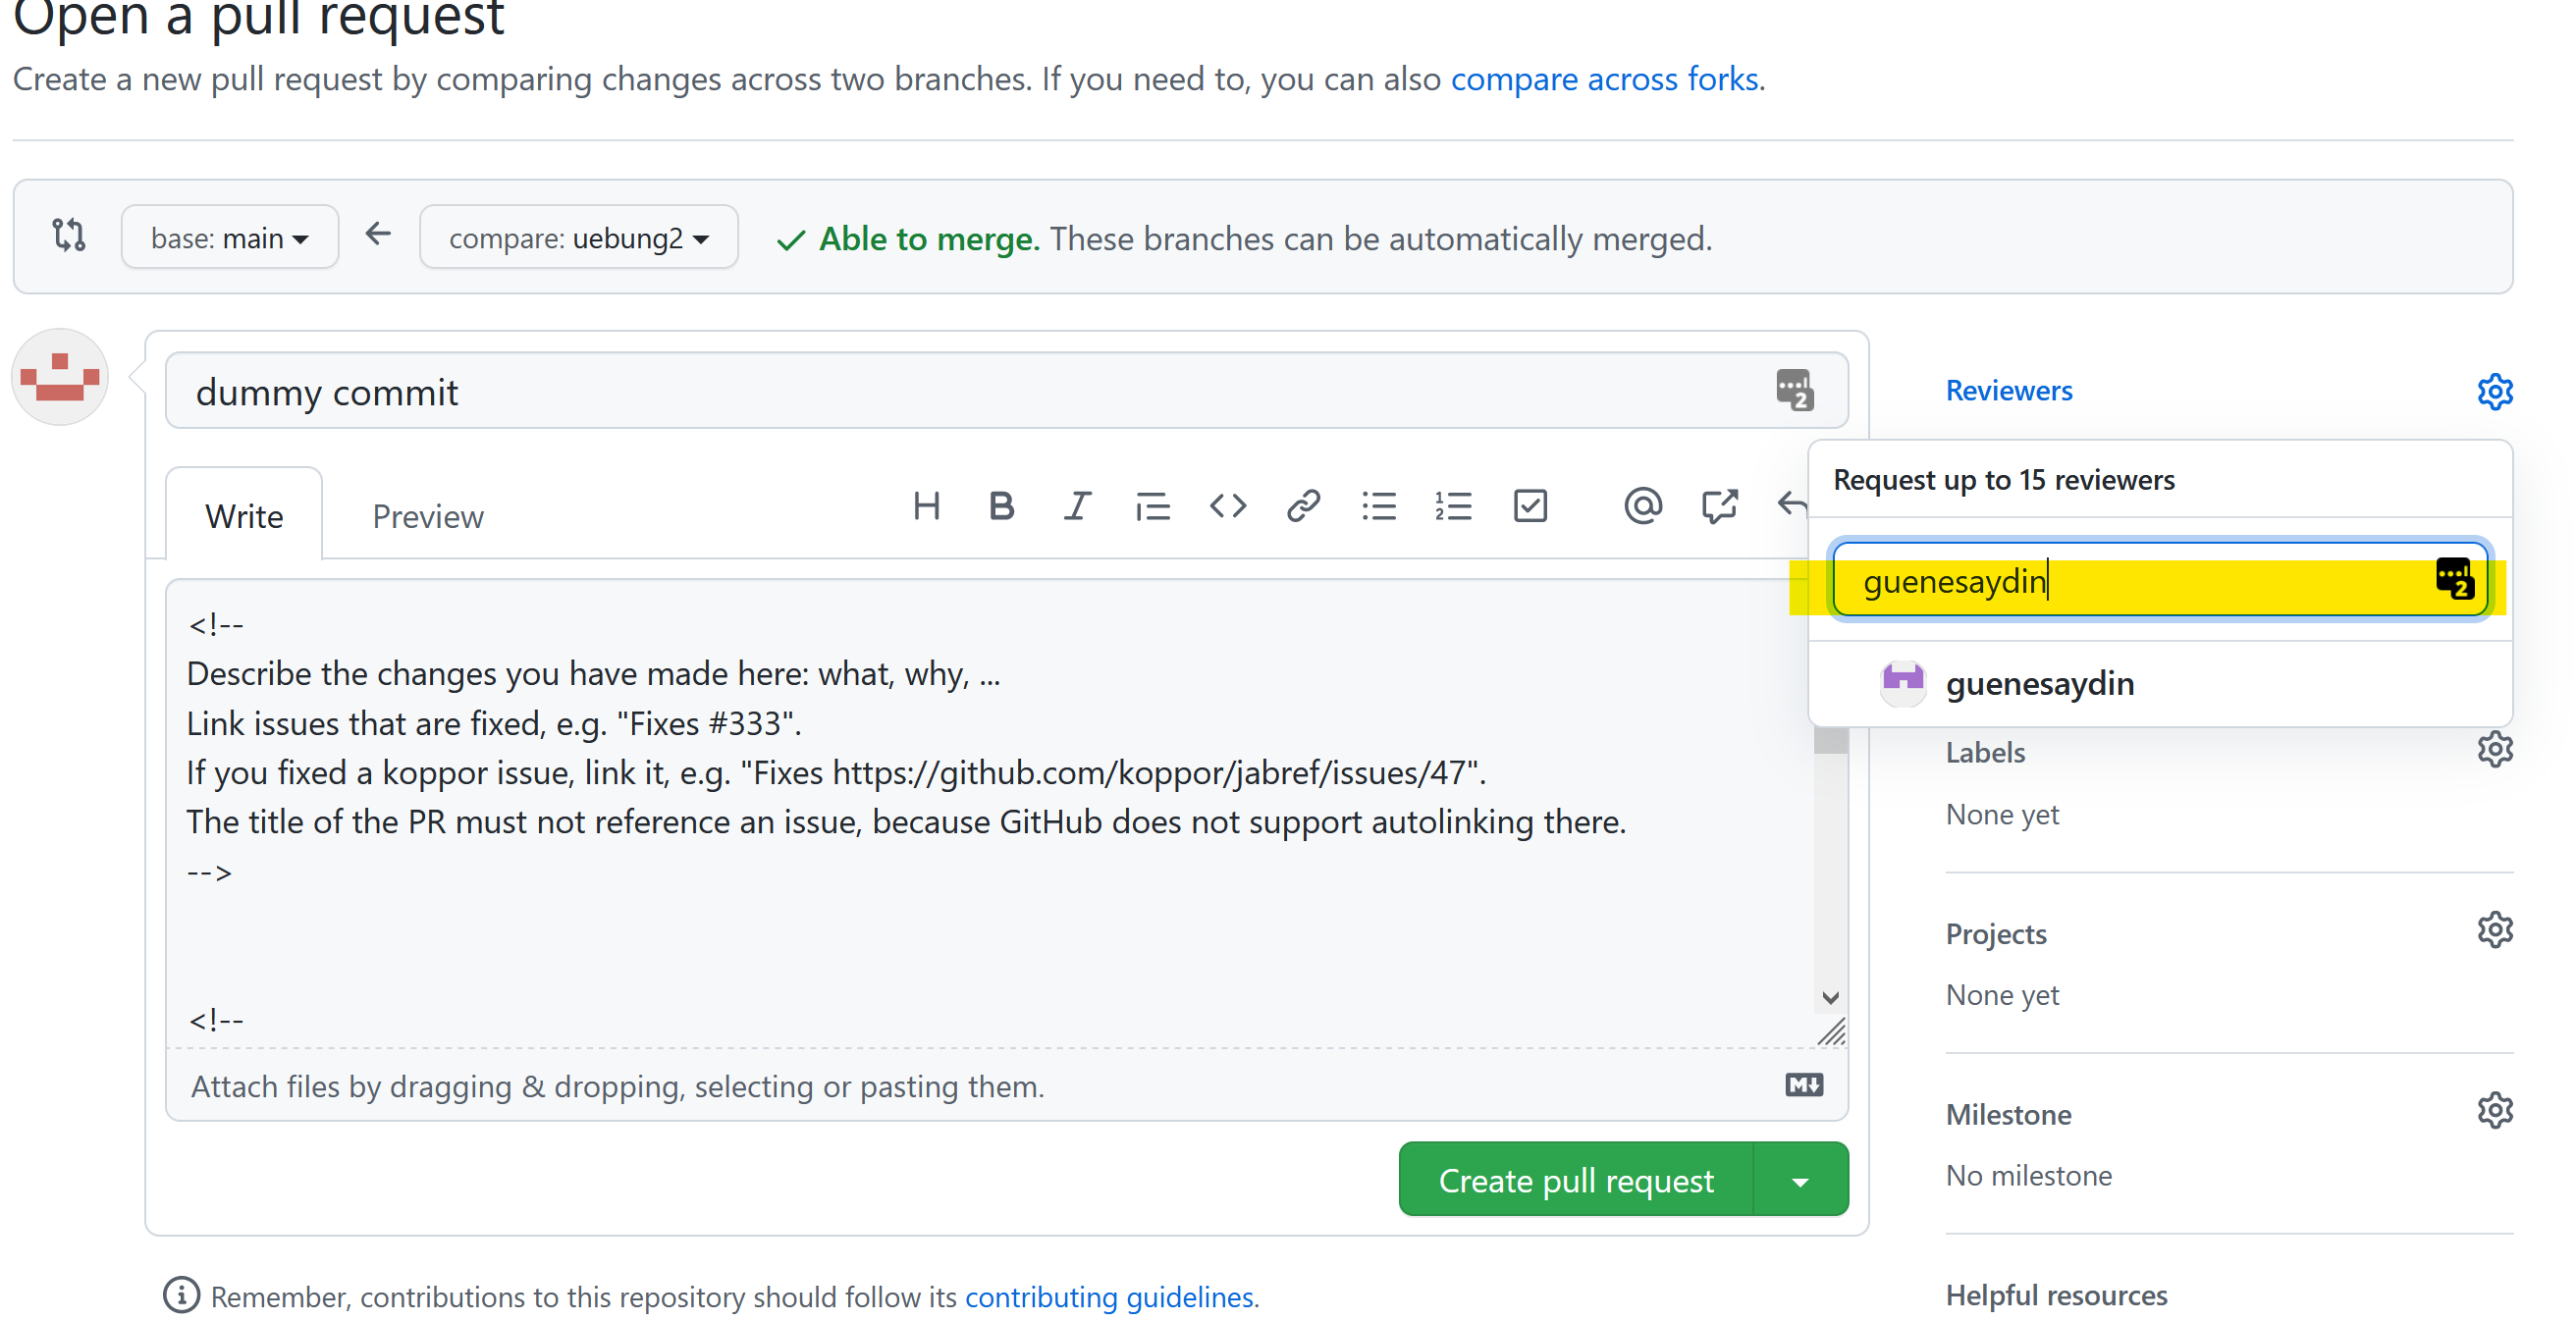 Open a pull request
Create a new pull request by comparing changes across two branches. If you need to, you can also compare across forks.
base: main
compare: uebung2
Able to merge. These branches can be automatically merged.
dummy commit
2
Write
Preview
<!--
Describe the changes you have made here: what, why, ...
Link issues that are fixed, e.g. "Fixes #333".
If you fixed a koppor issue, link it, e.g. "Fixes https://github.com/koppor/jabref/issues/47".
The title of the PR must not reference an issue, because GitHub does not support autolinking there.
-->
<!--
Attach files by dragging & dropping, selecting or pasting them.
Create pull request
Remember, contributions to this repository should follow its contributing guidelines.
Reviewers
Request up to 15 reviewers
guenesaydin
2
guenesaydin
Labels
None yet
Projects
None yet
Milestone
No milestone
Helpful resources